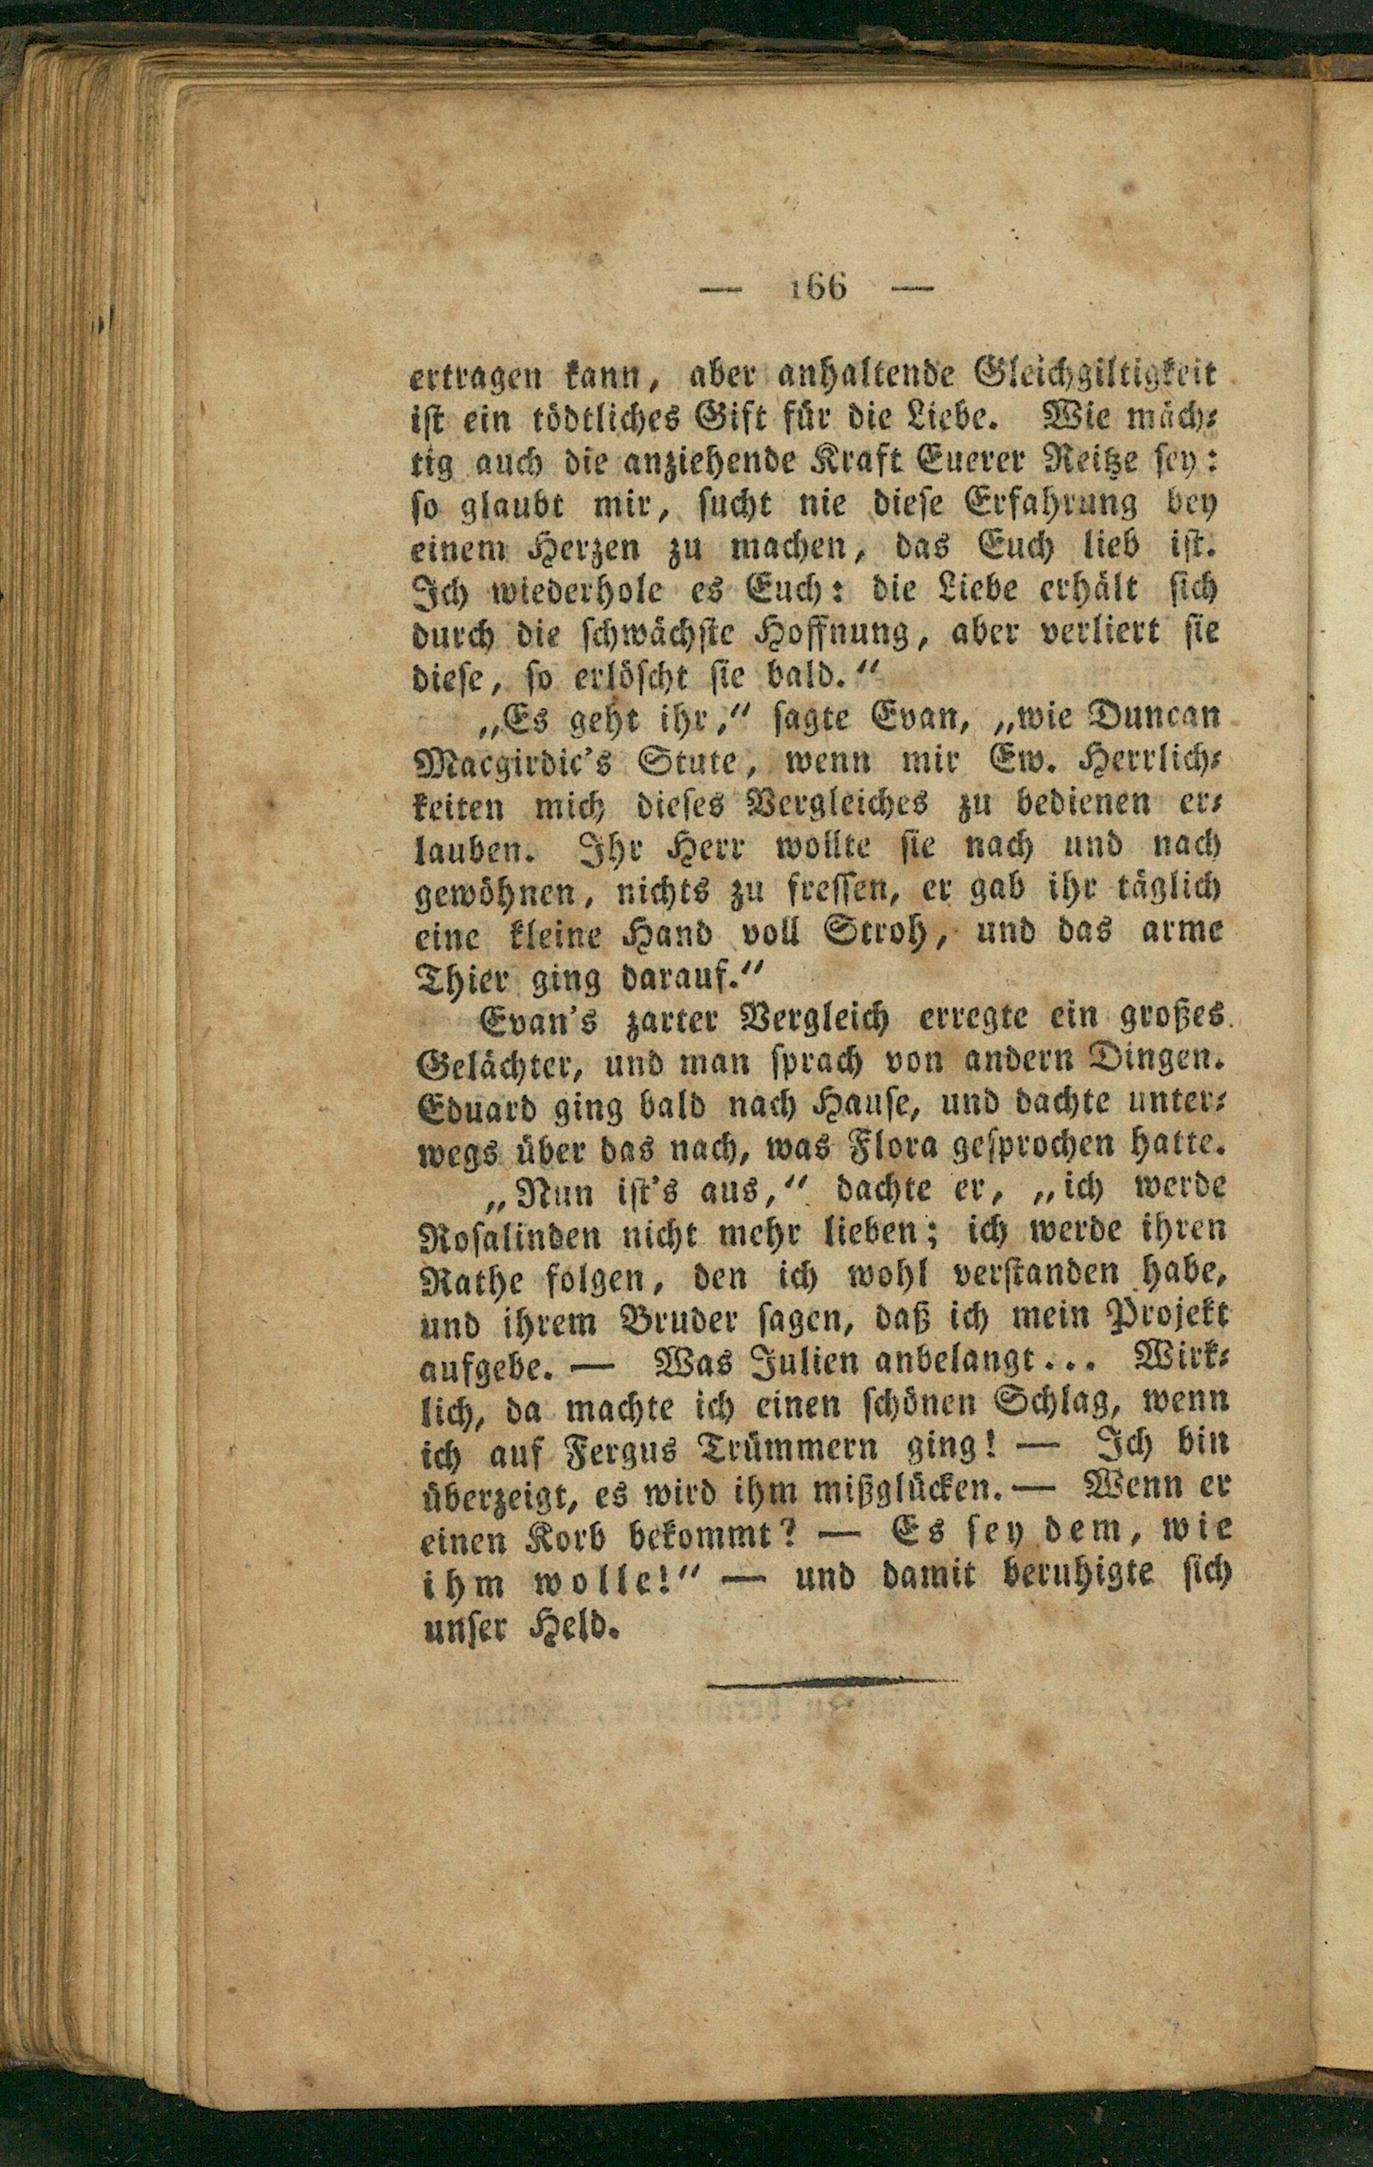 — 166 —
ertragen kann, aber anhaltende Gleichgiltigkeit
ist ein tödtliches Gift für die Liebe. Wie mäch⸗
tig auch die anziehende Kraft Euerer Reitze sey:
so glaubt mir, sucht nie diese Erfahrung bey
einem Herzen zu machen, das Euch lieb ist.
Ich wiederhole es Euch: die Liebe erhält sich
durch die schwächste Hoffnung, aber verliert sie
diese, so erlöscht sie bald.“
„Es geht ihr,“ sagte Evan, „wie Duncan
Macgirdic's Stute, wenn mir Ew. Herrlich⸗
keiten mich dieses Vergleiches zu bedienen er⸗
lauben. Ihr Herr wollte sie nach und nach
gewöhnen, nichts zu fressen, er gab ihr täglich
eine kleine Hand voll Stroh, und das arme
Thier ging darauf.“
Evan's zarter Vergleich erregte ein großes
Gelächter, und man sprach von andern Dingen.
Eduard ging bald nach Hause, und dachte unter⸗
wegs über das nach, was Flora gesprochen hatte.
„Nun ist's aus,“ dachte er, „ich werde
Rosalinden nicht mehr lieben; ich werde ihren
Rathe folgen, den ich wohl verstanden habe,
und ihrem Bruder sagen, daß ich mein Projekt
aufgebe. — Was Julien anbelangt... Wirk⸗
lich, da machte ich einen schönen Schlag, wenn
ich auf Fergus Trümmern ging! — Ich bin
überzeigt, es wird ihm mißglücken. — Wenn er
einen Korb bekommt? — Es sey dem, wie
ihm wolle!“ — und damit beruhigte sich
unser Held.